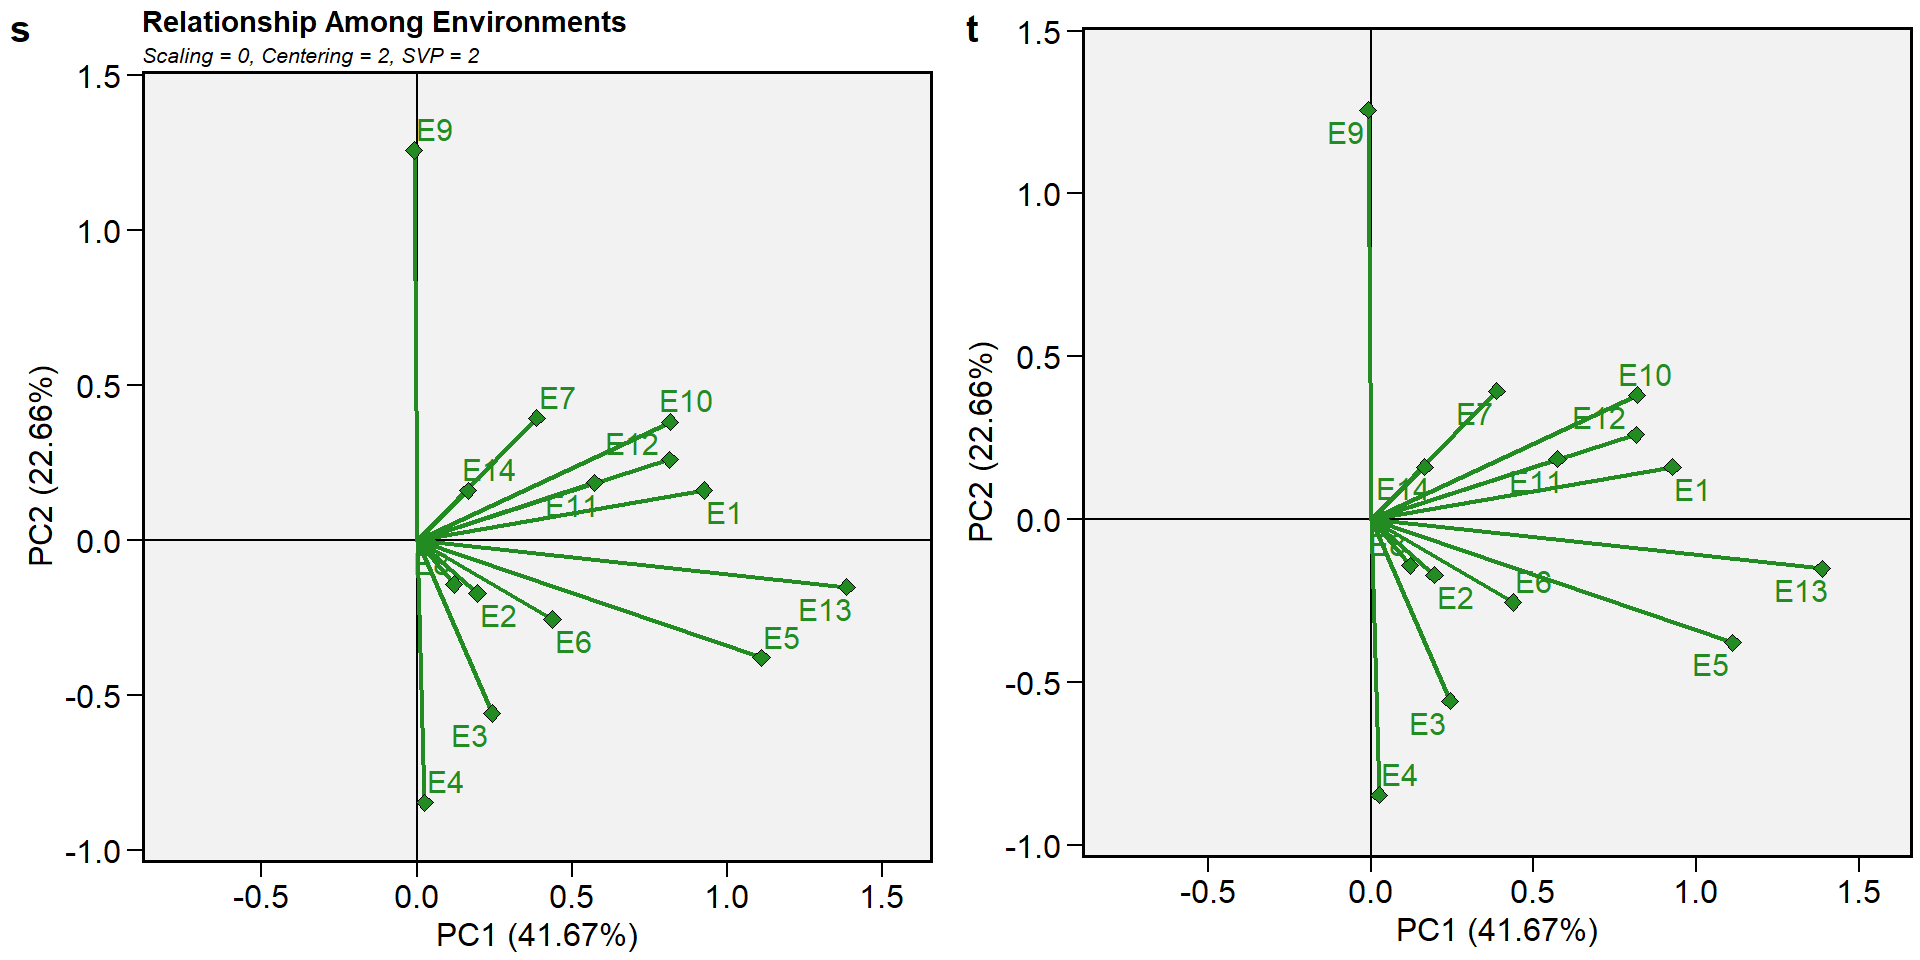 s
Relationship Among Environments
Scaling = 0, Centering = 2, SVP = 2
1.5
1.0
0.5
0.0
-0.5
-1.0
PC2 (22.66%)
E9
E7
E10
E12
E14
E11
E1
E2
E6
E13
E5
E3
E4
-0.5
0.0
0.5
1.0
1.5
PC1 (41.67%)
t
1.5
1.0
0.5
0.0
-0.5
-1.0
PC2 (22.66%)
E9
E10
E7
E12
E14
E11
E1
E8
E2
E6
E13
E5
E3
E4
-0.5
0.0
0.5
1.0
1.5
PC1 (41.67%)